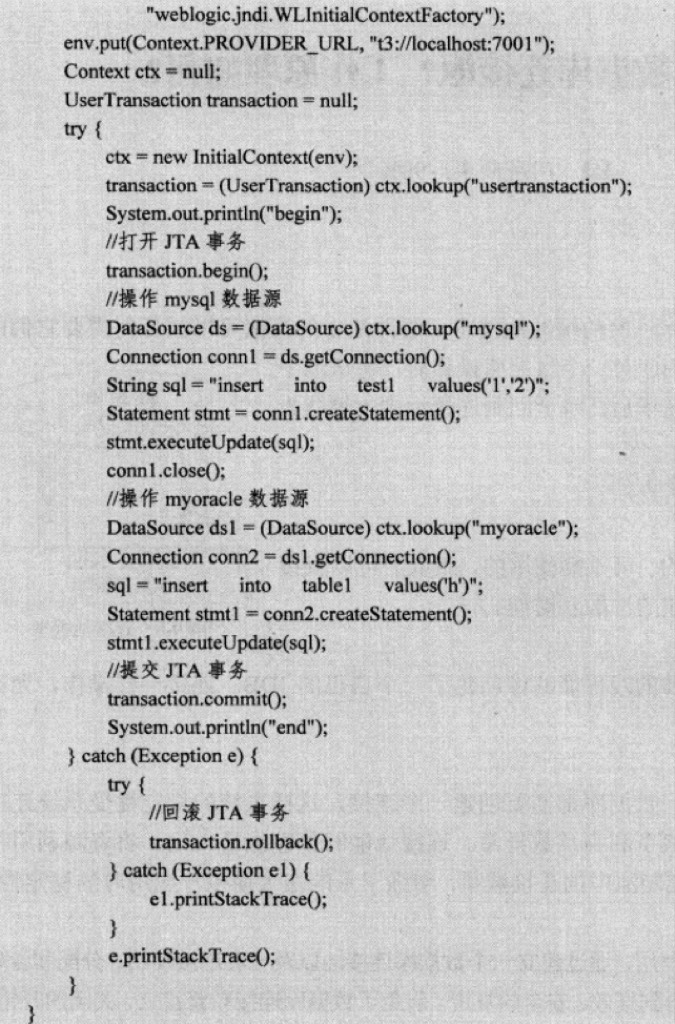 "weblogic.jndi.WLInitialContextFactory");
env.put(Context.PROVIDER_URL, "t3://localhost:7001");
Context ctx = null;
UserTransaction transaction = null;
try {
ctx = new InitialContext(env);
transaction = (UserTransaction) ctx.lookup("usertranstaction");
System.out.println("begin");
//打开 JTA 事务
transaction.begin();
//操作 mysql 数据源
DataSource ds = (DataSource) ctx.lookup("mysql");
Connection conn1 = ds.getConnection();
String sql = "insert into test1 values('1','2')";
Statement stmt = conn1.createStatement();
stmt.executeUpdate(sql);
conn1.close();
//操作 myoracle 数据源
DataSource ds1 = (DataSource) ctx.lookup("myoracle");
Connection conn2 = ds1.getConnection();
sql = "insert into table1 values('h')";
Statement stmt1 = conn2.createStatement();
stmt1.executeUpdate(sql);
//提交 JTA 事务
transaction.commit();
System.out.println("end");
} catch (Exception e) {
try {
//回滚 JTA 事务
transaction.rollback();
} catch (Exception e1) {
e1.printStackTrace();
}
e.printStackTrace();
}
}